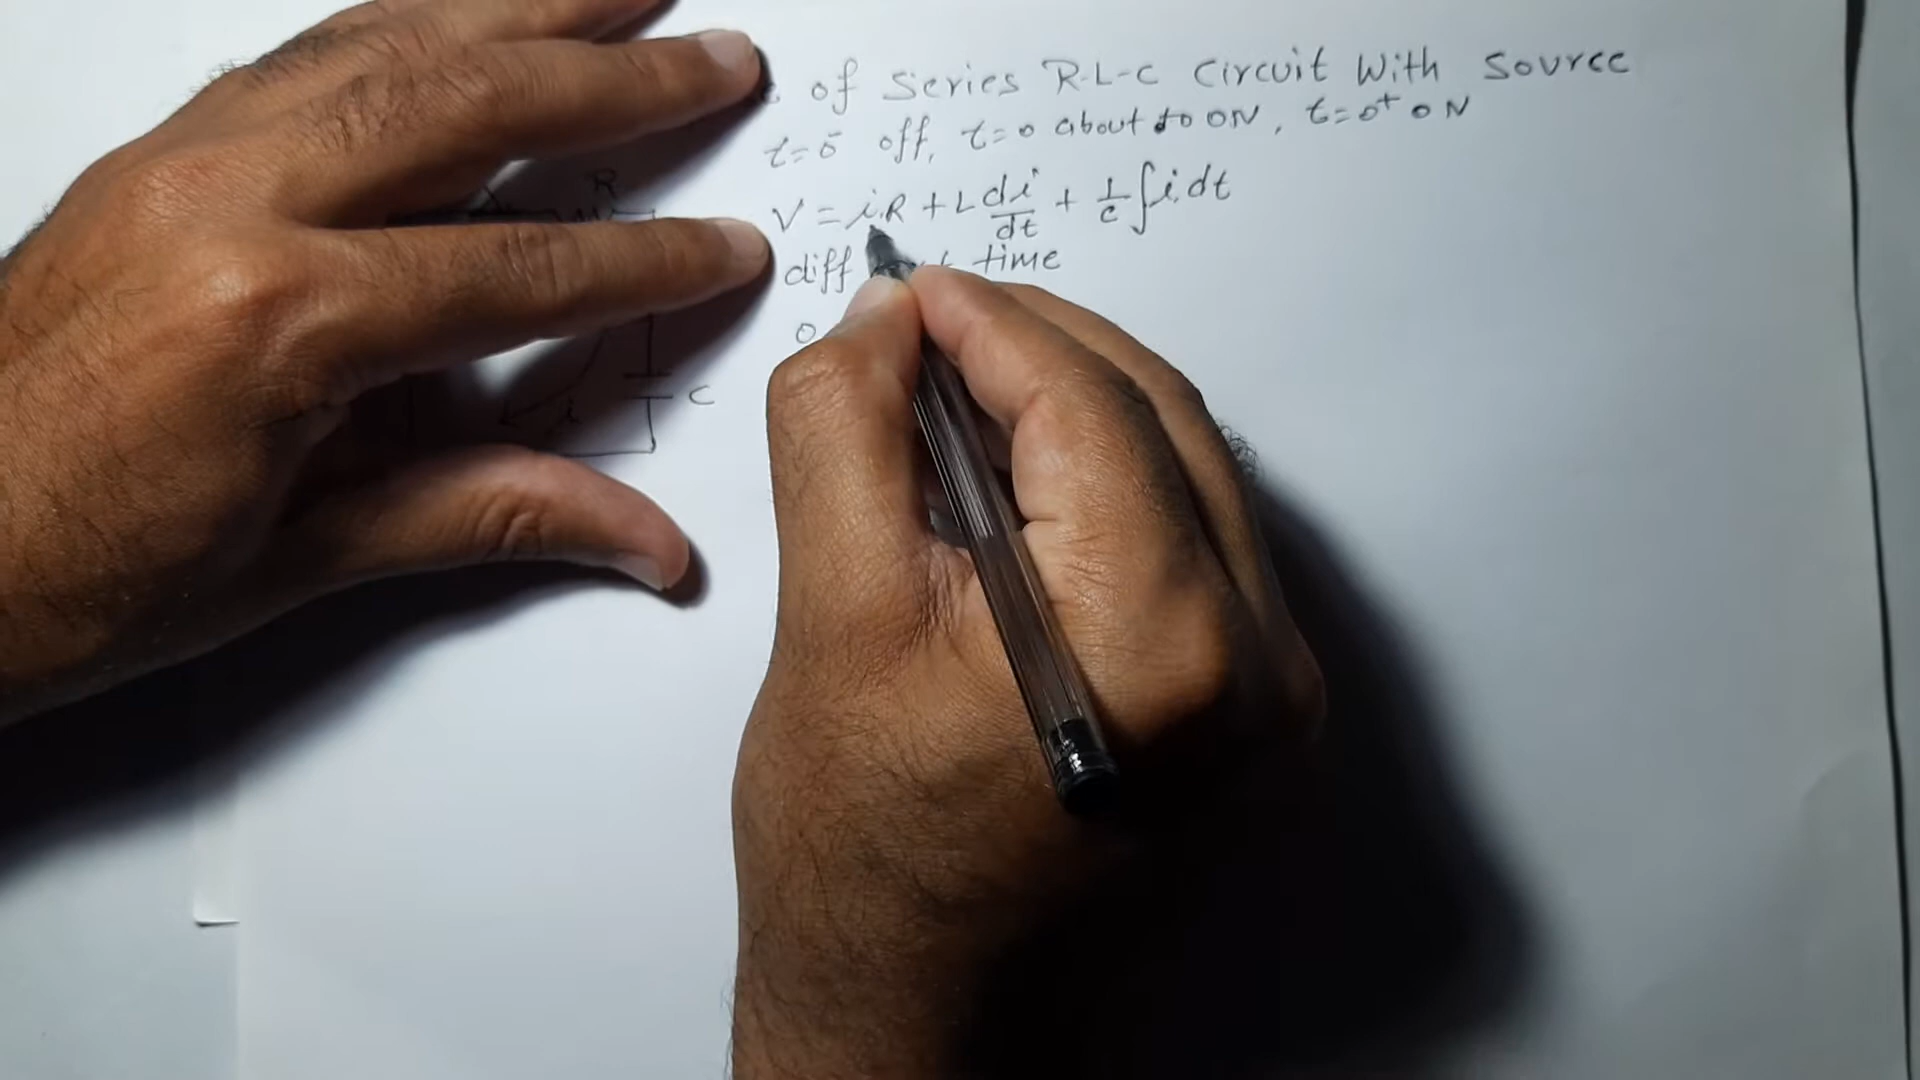 of Series R-L-C Circuit With Source
t=0⁻ off, t=0 about to ON, t=0⁺ ON
V = i.R + L di/dt + 1/C ∫i.dt
diff time
0
R
C
i